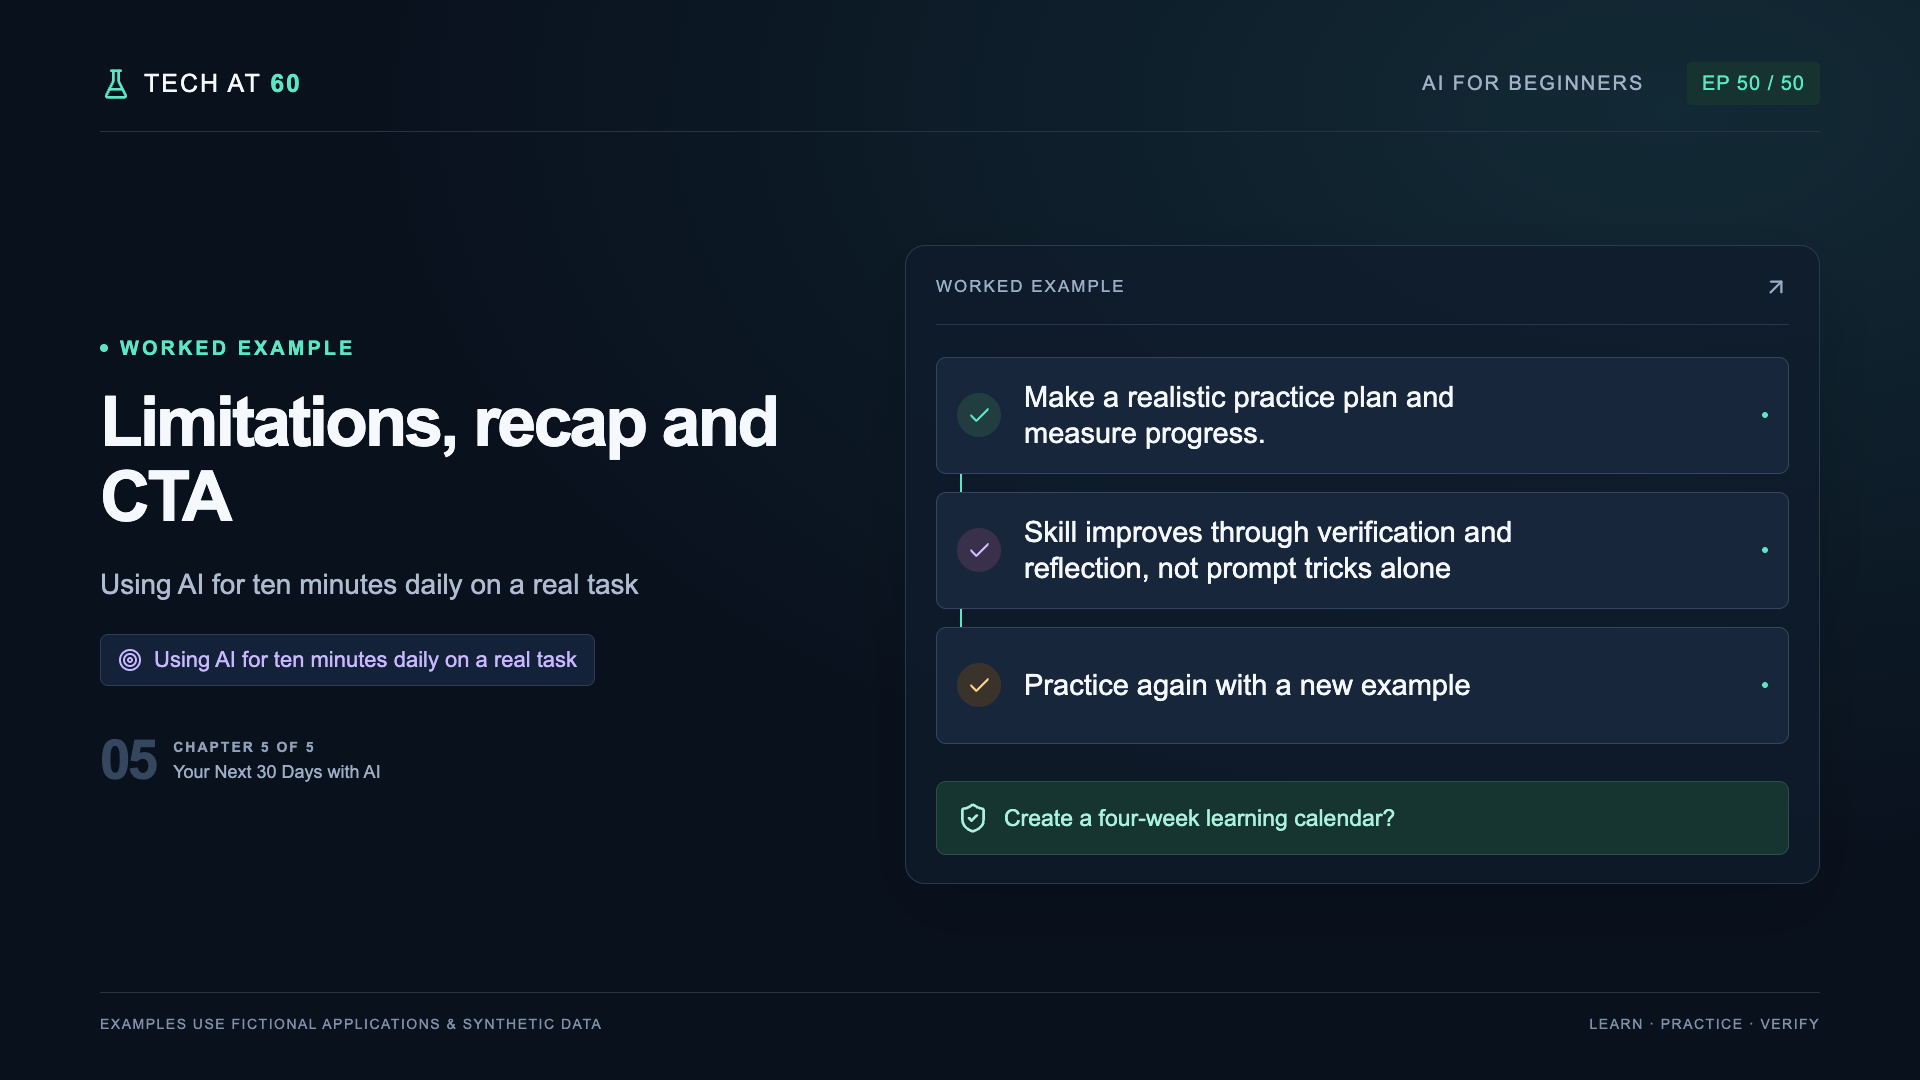 TECH AT 60
AI FOR BEGINNERS
EP 50 / 50
• WORKED EXAMPLE
Limitations, recap and
CTA
Using AI for ten minutes daily on a real task
Using AI for ten minutes daily on a real task
05
CHAPTER 5 OF 5
Your Next 30 Days with AI
WORKED EXAMPLE
Make a realistic practice plan and
measure progress.
Skill improves through verification and
reflection, not prompt tricks alone
Practice again with a new example
Create a four-week learning calendar?
EXAMPLES USE FICTIONAL APPLICATIONS & SYNTHETIC DATA
LEARN · PRACTICE · VERIFY